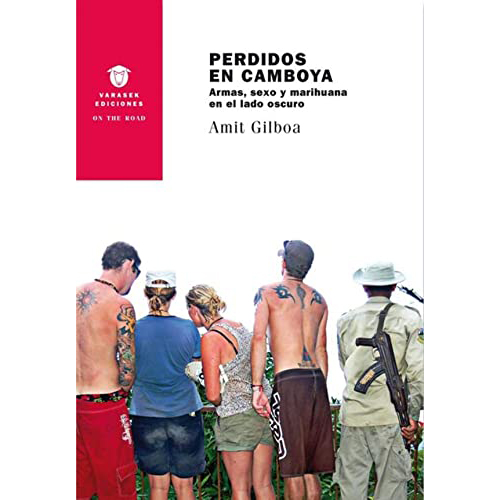 VARASEK
EDICIONES
ON THE ROAD
PERDIDOS
EN CAMBOYA
Armas, sexo y marihuana
en el lado oscuro
Amit Gilboa